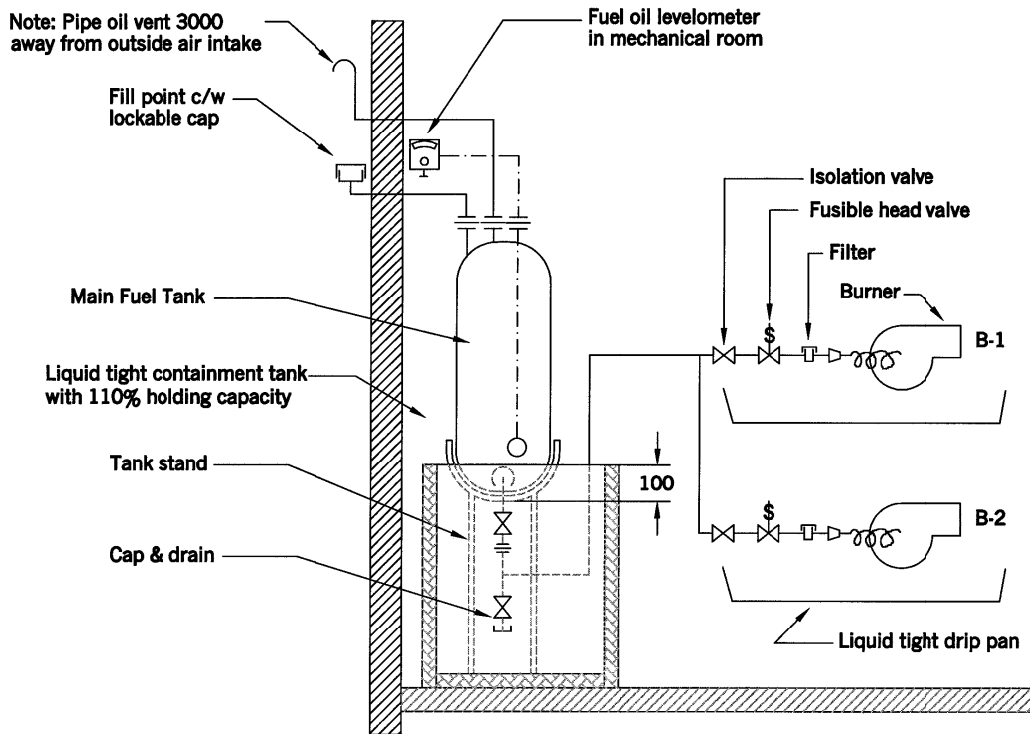 Note: Pipe oil vent 3000
away from outside air intake
Fuel oil levelometer
in mechanical room
Fill point c/w
lockable cap
Isolation valve
Fusible head valve
Filter
Burner
B-1
Main Fuel Tank
Liquid tight containment tank
with 110% holding capacity
Tank stand
100
Cap & drain
$
$
B-2
Liquid tight drip pan